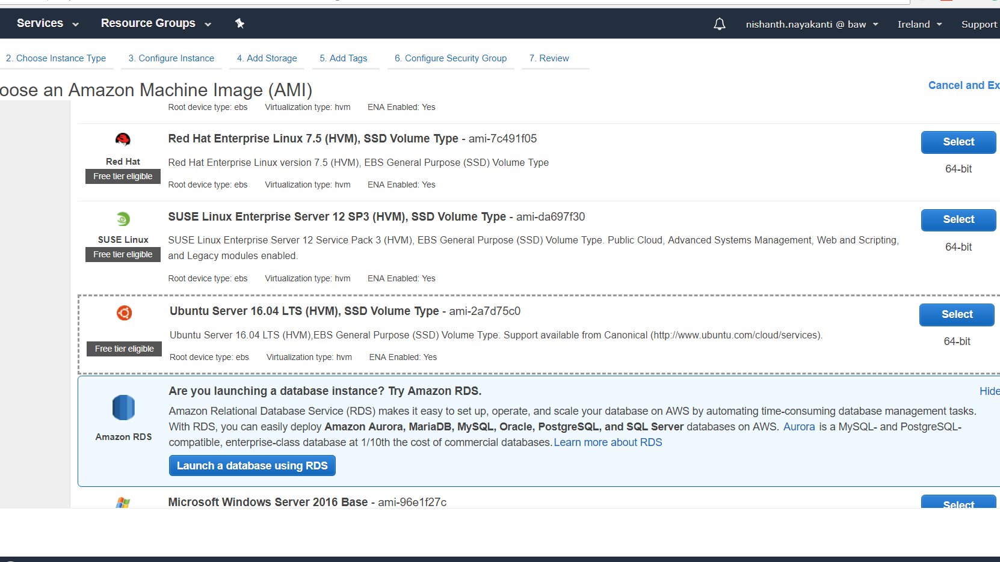 Services Resource Groups nishanth.nayakanti @ baw Ireland Support
2. Choose Instance Type 3. Configure Instance 4. Add Storage 5. Add Tags 6. Configure Security Group 7. Review
oose an Amazon Machine Image (AMI)
Cancel and Ex
Root device type: ebs Virtualization type: hvm ENA Enabled: Yes
Red Hat Enterprise Linux 7.5 (HVM), SSD Volume Type - ami-7c491f05
Select
Red Hat
Free tier eligible
Red Hat Enterprise Linux version 7.5 (HVM), EBS General Purpose (SSD) Volume Type
64-bit
Root device type: ebs Virtualization type: hvm ENA Enabled: Yes
SUSE Linux Enterprise Server 12 SP3 (HVM), SSD Volume Type - ami-da697f30
Select
SUSE Linux
Free tier eligible
SUSE Linux Enterprise Server 12 Service Pack 3 (HVM), EBS General Purpose (SSD) Volume Type. Public Cloud, Advanced Systems Management, Web and Scripting,
and Legacy modules enabled.
64-bit
Root device type: ebs Virtualization type: hvm ENA Enabled: Yes
Ubuntu Server 16.04 LTS (HVM), SSD Volume Type - ami-2a7d75c0
Select
Free tier eligible
Ubuntu Server 16.04 LTS (HVM),EBS General Purpose (SSD) Volume Type. Support available from Canonical (http://www.ubuntu.com/cloud/services).
64-bit
Root device type: ebs Virtualization type: hvm ENA Enabled: Yes
Are you launching a database instance? Try Amazon RDS.
Hide
Amazon RDS
Amazon Relational Database Service (RDS) makes it easy to set up, operate, and scale your database on AWS by automating time-consuming database management tasks.
With RDS, you can easily deploy Amazon Aurora, MariaDB, MySQL, Oracle, PostgreSQL, and SQL Server databases on AWS. Aurora is a MySQL- and PostgreSQL-
compatible, enterprise-class database at 1/10th the cost of commercial databases. Learn more about RDS
Launch a database using RDS
Microsoft Windows Server 2016 Base - ami-96e1f27c
Select